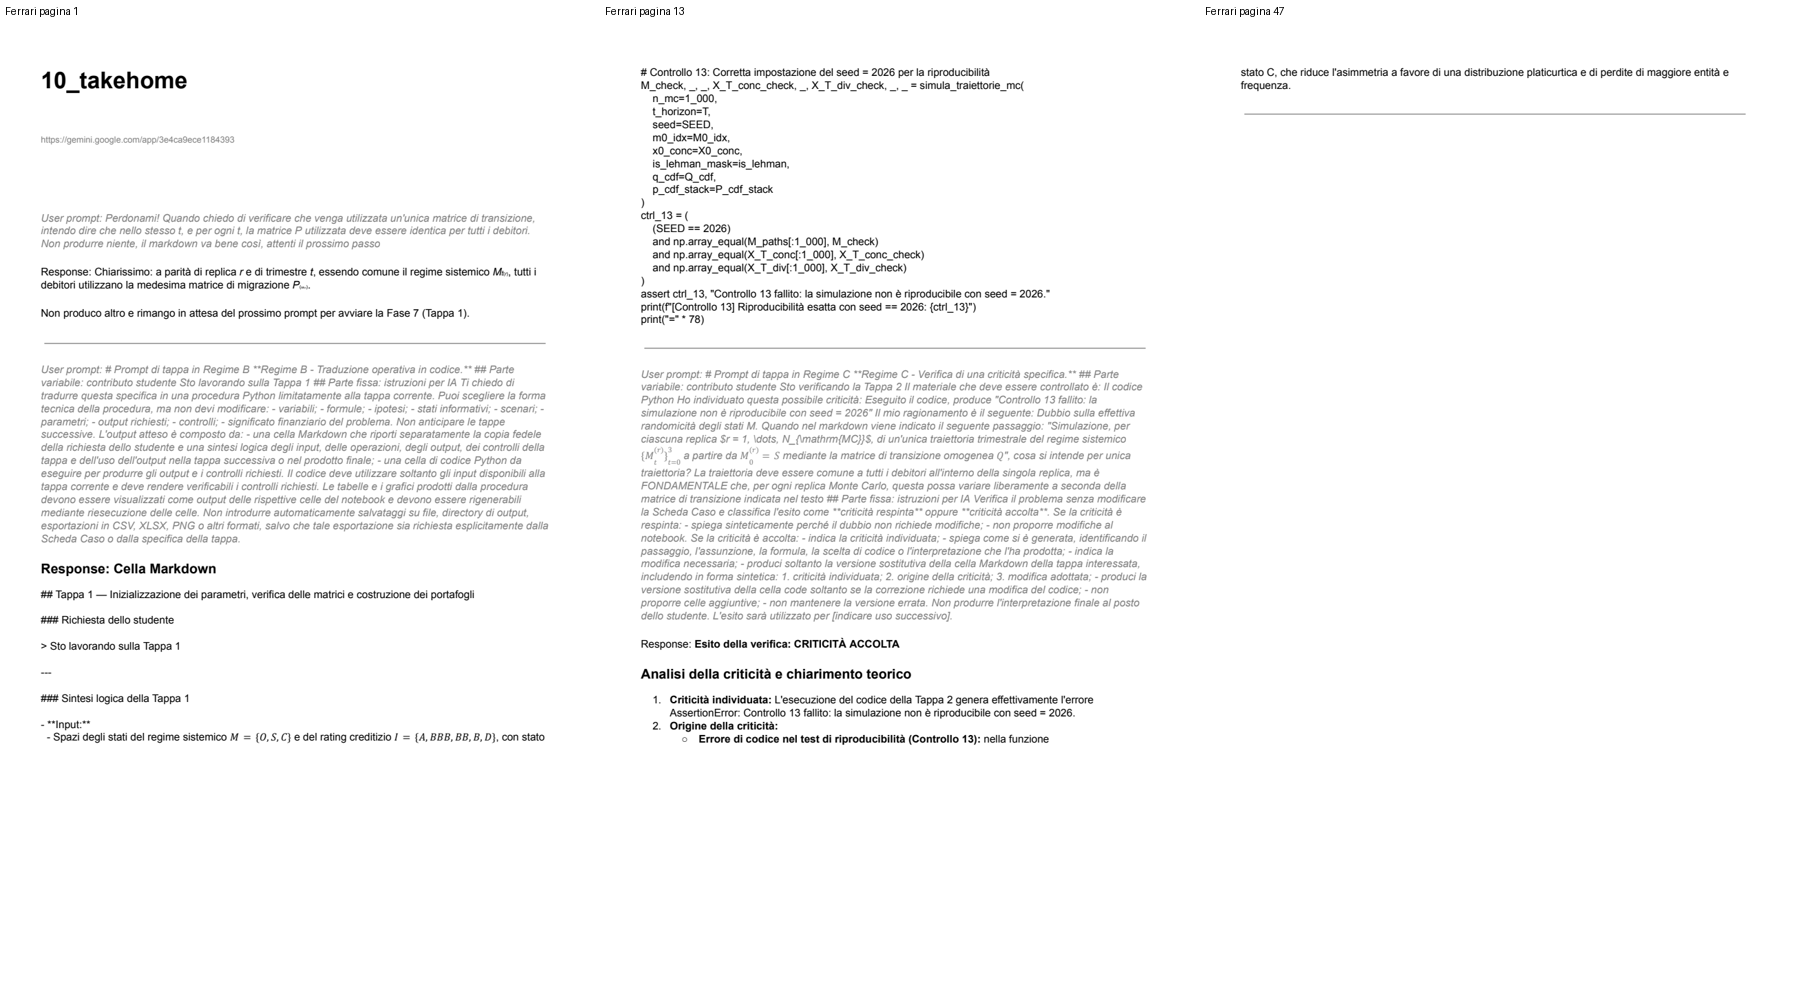 Ferrari pagina 1
10_takehome
https://gemini.google.com/app/3e4ca9ece1184393
User prompt: Perdonami! Quando chiedo di verificare che venga utilizzata un'unica matrice di transizione,
intendo dire che nello stesso t, e per ogni t, la matrice P utilizzata deve essere identica per tutti i debitori.
Non produrre niente, il markdown va bene così, attenti il prossimo passo
Response: Chiarissimo: a parità di replica r e di trimestre t, essendo comune il regime sistemico M, tutti i
debitori utilizzano la medesima matrice di migrazione P.
Non produco altro e rimango in attesa del prossimo prompt per avviare la Fase 7 (Tappa 1).
User prompt: # Prompt di tappa in Regime B **Regime B - Traduzione operativa in codice.** ## Parte
variabile: contributo studente Sto lavorando sulla Tappa 1 ## Parte fissa: istruzioni per IA Ti chiedo di
tradurre questa specifica in una procedura Python limitatamente alla tappa corrente. Puoi scegliere la forma
tecnica della procedura, ma non devi modificare: - variabili; - formule; - ipotesi; - stati informativi; - scenari; -
parametri; - output richiesti; - controlli; - significato finanziario del problema. Non anticipare le tappe
successive. L'output atteso è composto da: - una cella Markdown che riporti separatamente la copia fedele
della richiesta dello studente e una sintesi logica degli input, delle operazioni, degli output, dei controlli della
tappa e dell'uso dell'output nella tappa successiva o nel prodotto finale; - una cella di codice Python da
eseguire per produrre gli output e i controlli richiesti. Il codice deve utilizzare soltanto gli input disponibili alla
tappa corrente e deve rendere verificabili i controlli richiesti. Le tabelle e i grafici prodotti dalla procedura
devono essere visualizzati come output delle rispettive celle del notebook e devono essere rigenerabili
mediante riesecuzione delle celle. Non introdurre automaticamente salvataggi su file, directory di output,
esportazioni in CSV, XLSX, PNG o altri formati, salvo che tale esportazione sia richiesta esplicitamente dalla
Scheda Caso o dalla specifica della tappa.
Response: Cella Markdown
## Tappa 1 — Inizializzazione dei parametri, verifica delle matrici e costruzione dei portafogli
### Richiesta dello studente
> Sto lavorando sulla Tappa 1
---
### Sintesi logica della Tappa 1
- **Input:**
- Spazi degli stati del regime sistemico M = {O, S, C} e del rating creditizio I = {A, BBB, BB, B, D}, con stato
Ferrari pagina 13
# Controllo 13: Corretta impostazione del seed = 2026 per la riproducibilità
M_check, _, _, X_T_conc_check, _, X_T_div_check, _, _ = simula_traiettorie_mc(
n_mc=1_000,
t_horizon=T,
seed=SEED,
m0_idx=M0_idx,
x0_conc=X0_conc,
is_lehman_mask=is_lehman,
q_cdf=Q_cdf,
p_cdf_stack=P_cdf_stack
)
ctrl_13 = (
(SEED == 2026)
and np.array_equal(M_paths[:1_000], M_check)
and np.array_equal(X_T_conc[:1_000], X_T_conc_check)
and np.array_equal(X_T_div[:1_000], X_T_div_check)
)
assert ctrl_13, "Controllo 13 fallito: la simulazione non è riproducibile con seed = 2026."
print(f"[Controllo 13] Riproducibilità esatta con seed == 2026: {ctrl_13}")
print("=" * 78)
User prompt: # Prompt di tappa in Regime C **Regime C - Verifica di una criticità specifica.** ## Parte
variabile: contributo studente Sto verificando la Tappa 2 Il materiale che deve essere controllato è: Il codice
Python Ho individuato questa possibile criticità: Eseguito il codice, produce "Controllo 13 fallito: la
simulazione non è riproducibile con seed = 2026" Il mio ragionamento è il seguente: Dubbio sulla effettiva
randomicità degli stati M. Quando nel markdown viene indicato il seguente passaggio: "Simulazione, per
ciascuna replica $r = 1, \dots, N_{\mathrm{MC}}$, di un'unica traiettoria trimestrale del regime sistemico
{M_t^(r)}_{t=0}^3 a partire da M_0^(r) = S mediante la matrice di transizione omogenea Q", cosa si intende per unica
traiettoria? La traiettoria deve essere comune a tutti i debitori all'interno della singola replica, ma è
FONDAMENTALE che, per ogni replica Monte Carlo, questa possa variare liberamente a seconda della
matrice di transizione indicata nel testo ## Parte fissa: istruzioni per IA Verifica il problema senza modificare
la Scheda Caso e classifica l'esito come **criticità respinta** oppure **criticità accolta**. Se la criticità è
respinta: - spiega sinteticamente perché il dubbio non richiede modifiche; - non proporre modifiche al
notebook. Se la criticità è accolta: - indica la criticità individuata; - spiega come si è generata, identificando il
passaggio, l'assunzione, la formula, la scelta di codice o l'interpretazione che l'ha prodotta; - indica la
modifica necessaria; - produci soltanto la versione sostitutiva della cella Markdown della tappa interessata,
includendo in forma sintetica: 1. criticità individuata; 2. origine della criticità; 3. modifica adottata; - produci la
versione sostitutiva della cella code soltanto se la correzione richiede una modifica del codice; - non
proporre celle aggiuntive; - non mantenere la versione errata. Non produrre l'interpretazione finale al posto
dello studente. L'esito sarà utilizzato per [indicare uso successivo].
Response: Esito della verifica: CRITICITÀ ACCOLTA
Analisi della criticità e chiarimento teorico
1. Criticità individuata: L'esecuzione del codice della Tappa 2 genera effettivamente l'errore
AssertionError: Controllo 13 fallito: la simulazione non è riproducibile con seed = 2026.
2. Origine della criticità:
○ Errore di codice nel test di riproducibilità (Controllo 13): nella funzione
Ferrari pagina 47
stato C, che riduce l'asimmetria a favore di una distribuzione platicurtica e di perdite di maggiore entità e
frequenza.